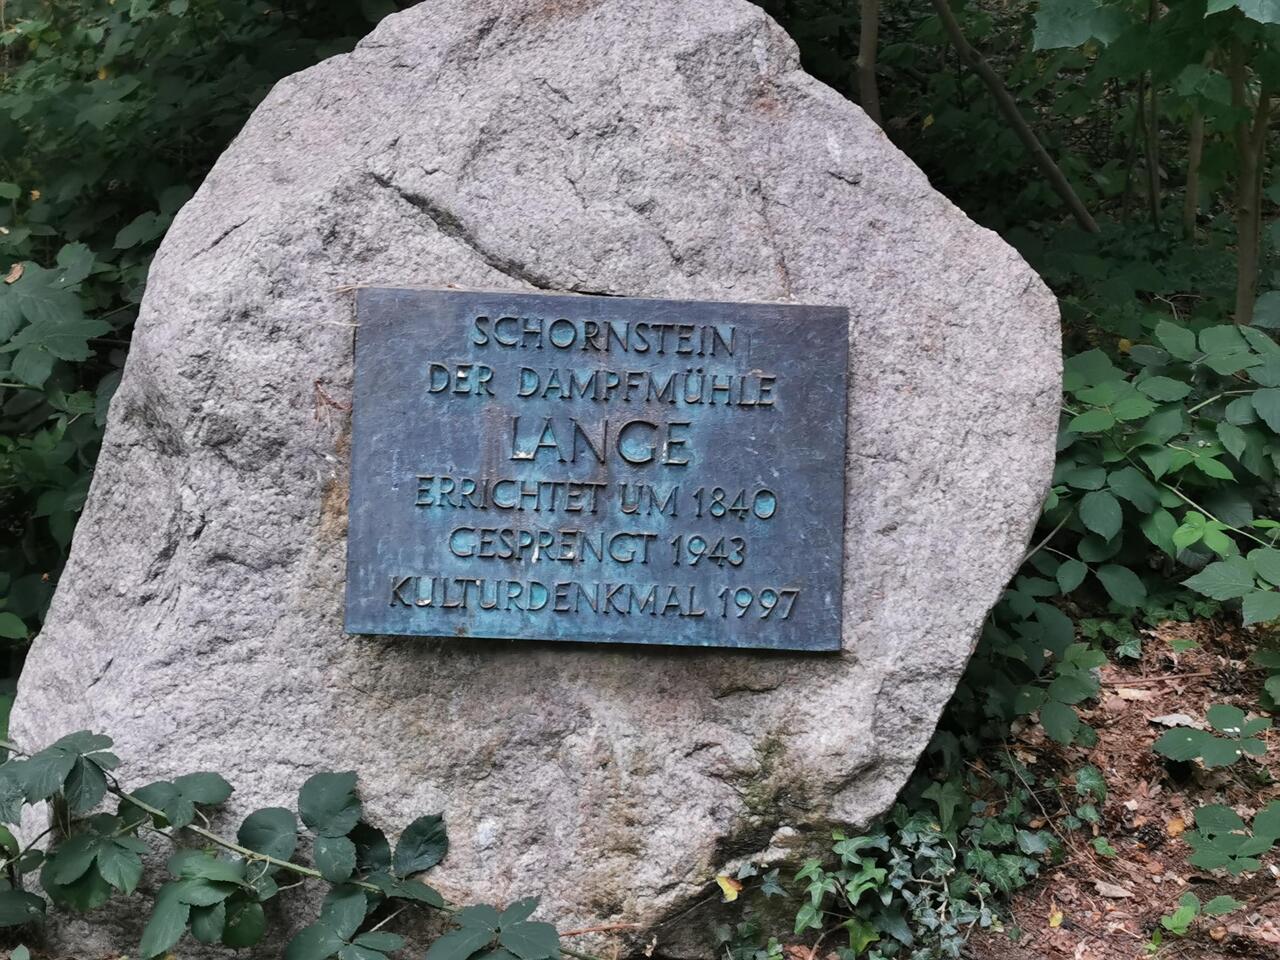 SCHORNSTEIN
DER DAMPFMÜHLE
LANGE
ERRICHTET UM 1840
GESPRENGT 1943
KULTURDENKMAL 1997